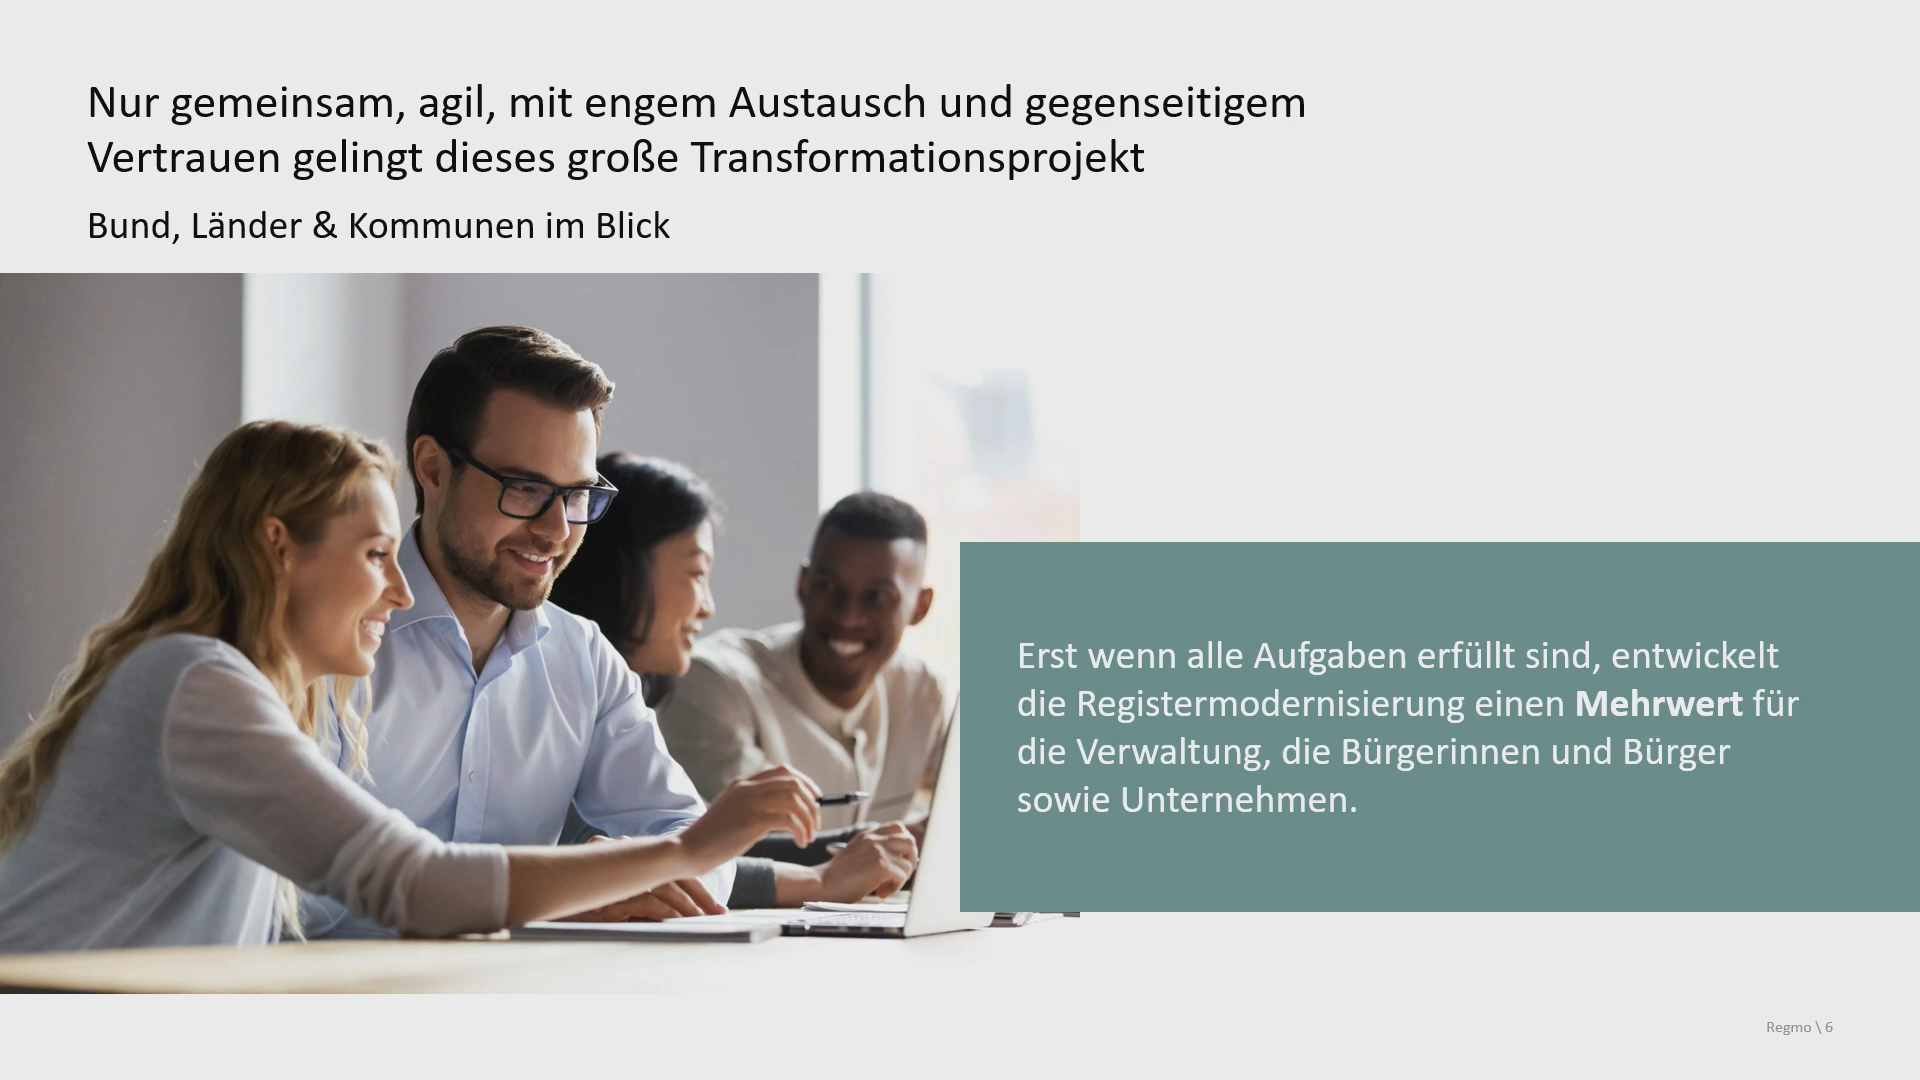 Nur gemeinsam, agil, mit engem Austausch und gegenseitigem
Vertrauen gelingt dieses große Transformationsprojekt
Bund, Länder & Kommunen im Blick
Erst wenn alle Aufgaben erfüllt sind, entwickelt
die Registermodernisierung einen Mehrwert für
die Verwaltung, die Bürgerinnen und Bürger
sowie Unternehmen.
Regmo \ 6